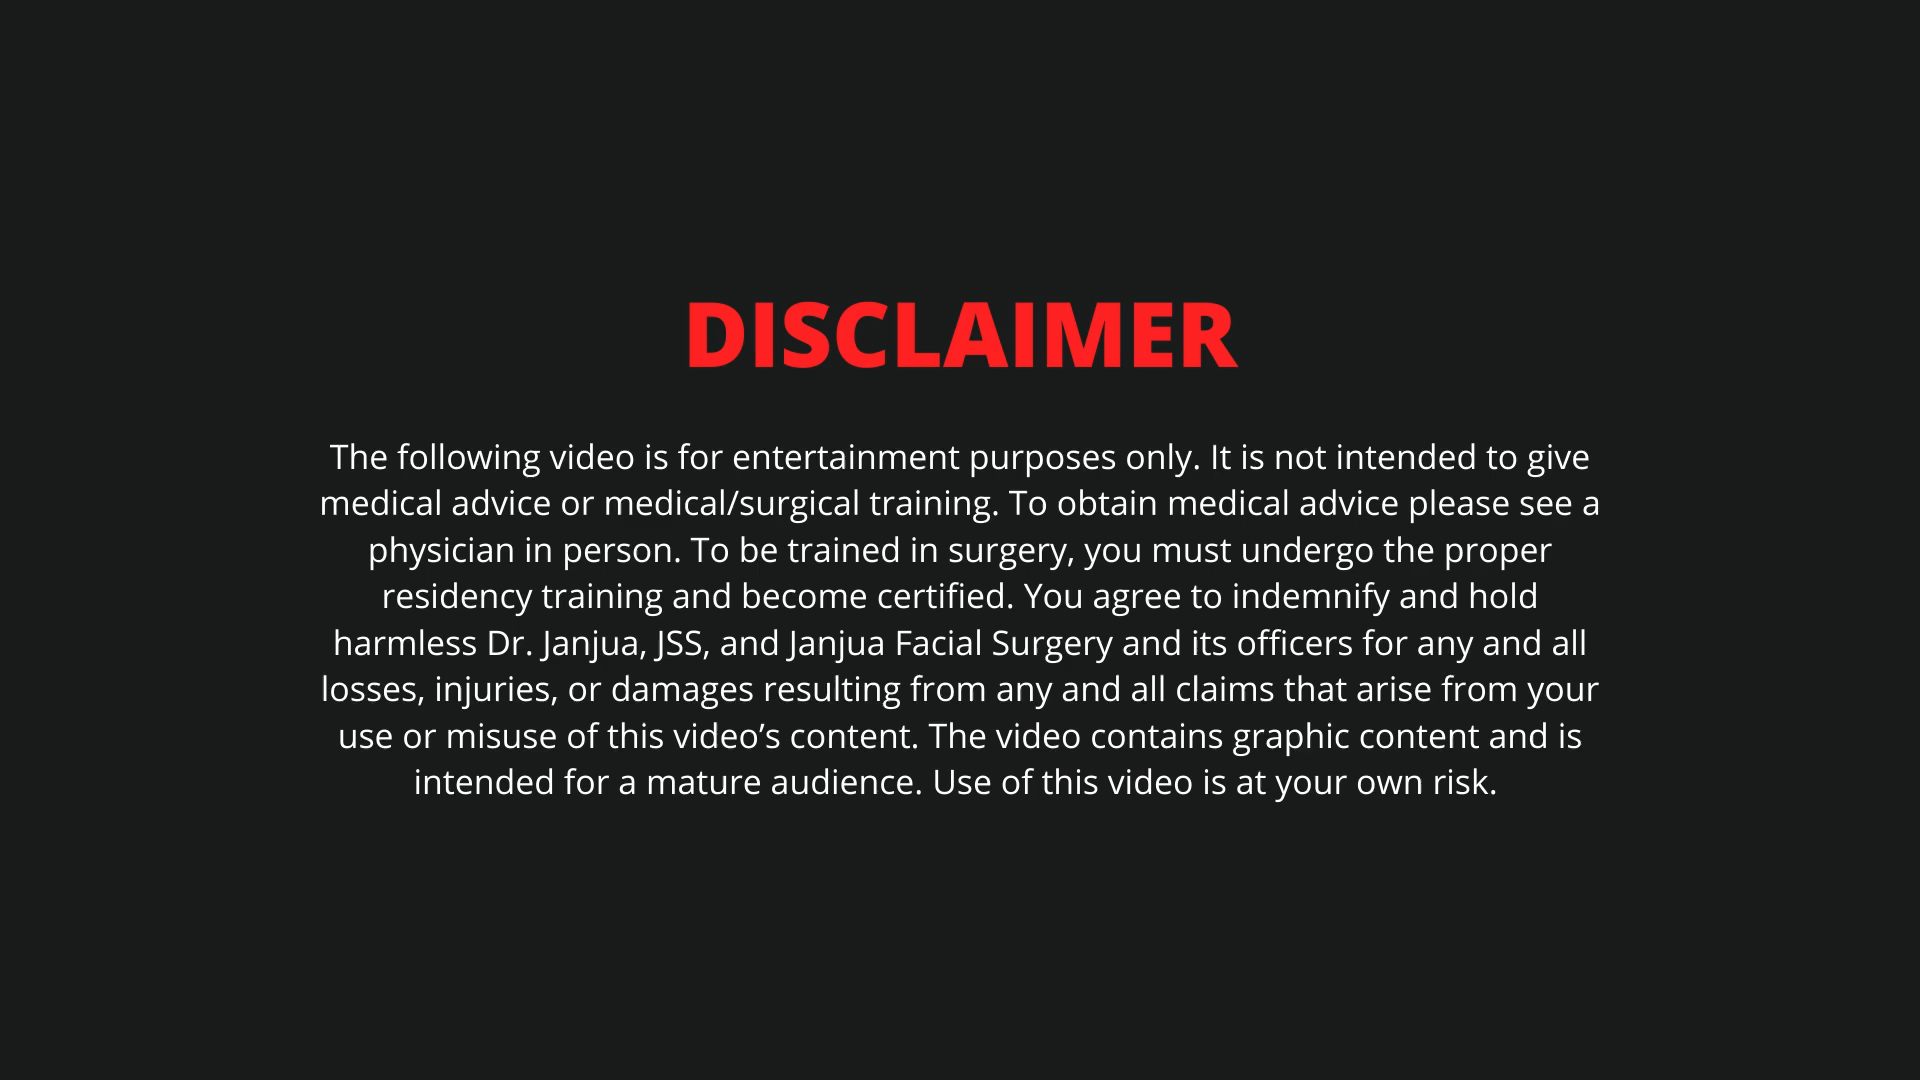 DISCLAIMER
The following video is for entertainment purposes only. It is not intended to give
medical advice or medical/surgical training. To obtain medical advice please see a
physician in person. To be trained in surgery, you must undergo the proper
residency training and become certified. You agree to indemnify and hold
harmless Dr. Janjua, JSS, and Janjua Facial Surgery and its officers for any and all
losses, injuries, or damages resulting from any and all claims that arise from your
use or misuse of this video’s content. The video contains graphic content and is
intended for a mature audience. Use of this video is at your own risk.